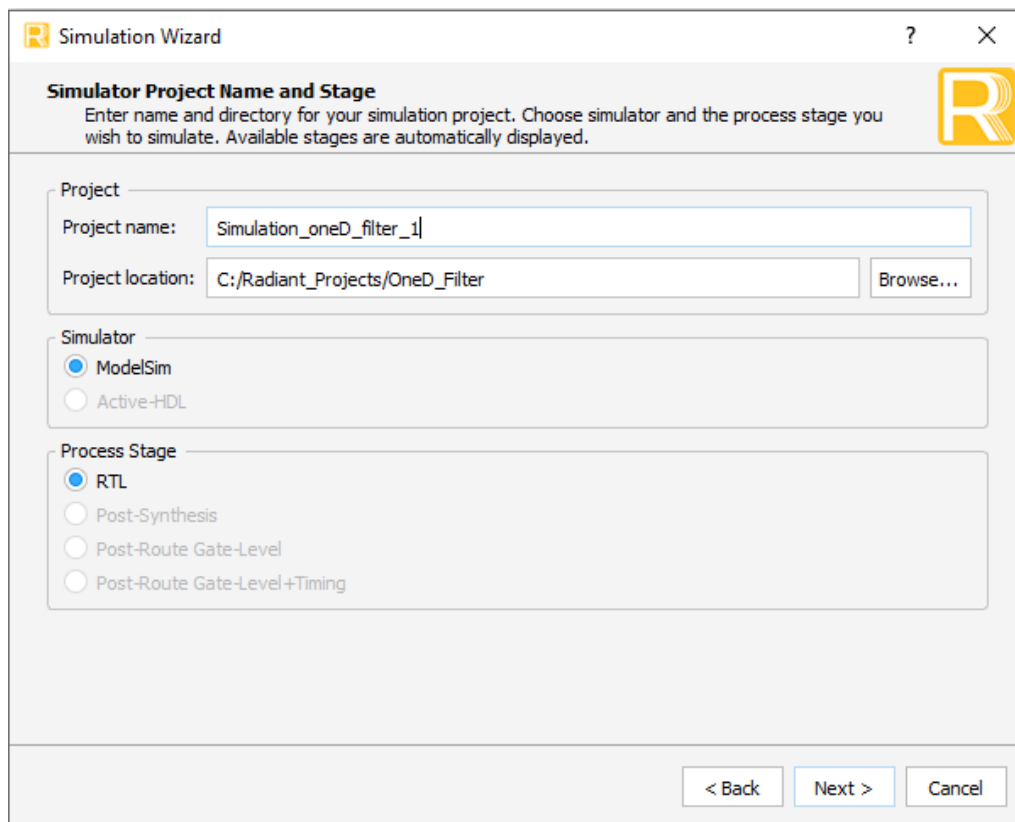 Simulation Wizard
?
Simulator Project Name and Stage
Enter name and directory for your simulation project. Choose simulator and the process stage you
wish to simulate. Available stages are automatically displayed.
Project
Project name: Simulation_oneD_filter_1
Project location: C:/Radiant_Projects/OneD_Filter Browse...
Simulator
ModelSim
Active-HDL
Process Stage
RTL
Post-Synthesis
Post-Route Gate-Level
Post-Route Gate-Level+Timing
< Back Next > Cancel